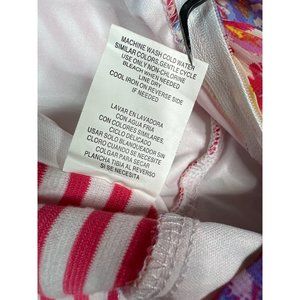 MACHINE WASH COLD WATER
SIMILAR COLORS, GENTLE CYCLE
USE ONLY NON-CHLORINE
BLEACH WHEN NEEDED
LINE DRY
COOL IRON ON REVERSE SIDE
IF NEEDED
LAVAR EN LAVADORA
CON AGUA FRIA
CON COLORES SIMILARES,
CICLO DELICADO
USAR SOLO BLANQUEADOR SIN
CLORO CUANDO SE NECESITE
COLGAR PARA SECAR
PLANCHA TIBIA AL REVERSO
SI SE NECESITE